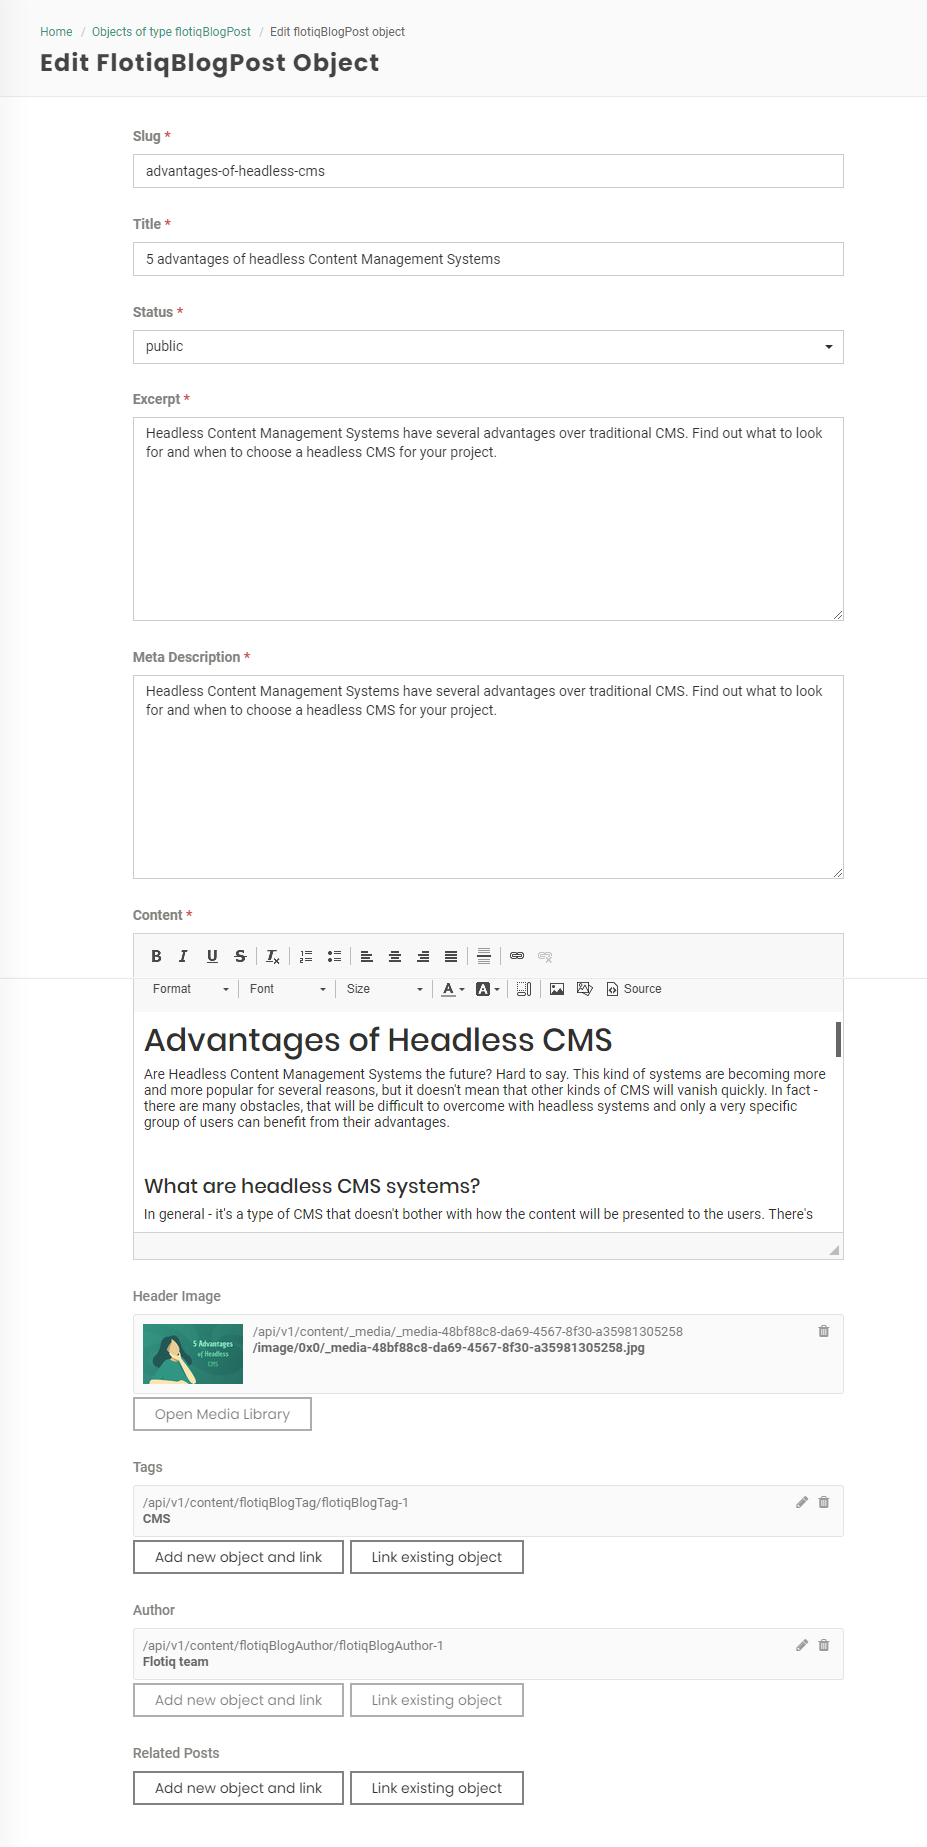 Home / Objects of type flotiqBlogPost / Edit flotiqBlogPost object
Edit FlotiqBlogPost Object
Slug *
advantages-of-headless-cms
Title *
5 advantages of headless Content Management Systems
Status *
public
Excerpt *
Headless Content Management Systems have several advantages over traditional CMS. Find out what to look
for and when to choose a headless CMS for your project.
Meta Description *
Headless Content Management Systems have several advantages over traditional CMS. Find out what to look
for and when to choose a headless CMS for your project.
Content *
B I U S Tx
Format Font Size A A Source
Advantages of Headless CMS
Are Headless Content Management Systems the future? Hard to say. This kind of systems are becoming more
and more popular for several reasons, but it doesn't mean that other kinds of CMS will vanish quickly. In fact -
there are many obstacles, that will be difficult to overcome with headless systems and only a very specific
group of users can benefit from their advantages.
What are headless CMS systems?
In general - it's a type of CMS that doesn't bother with how the content will be presented to the users. There's
Header Image
5 Advantages
of Headless
CMS
/api/v1/content/_media/_media-48bf88c8-da69-4567-8f30-a35981305258
/image/0x0/_media-48bf88c8-da69-4567-8f30-a35981305258.jpg
Open Media Library
Tags
/api/v1/content/flotiqBlogTag/flotiqBlogTag-1
CMS
Add new object and link Link existing object
Author
/api/v1/content/flotiqBlogAuthor/flotiqBlogAuthor-1
Flotiq team
Add new object and link Link existing object
Related Posts
Add new object and link Link existing object